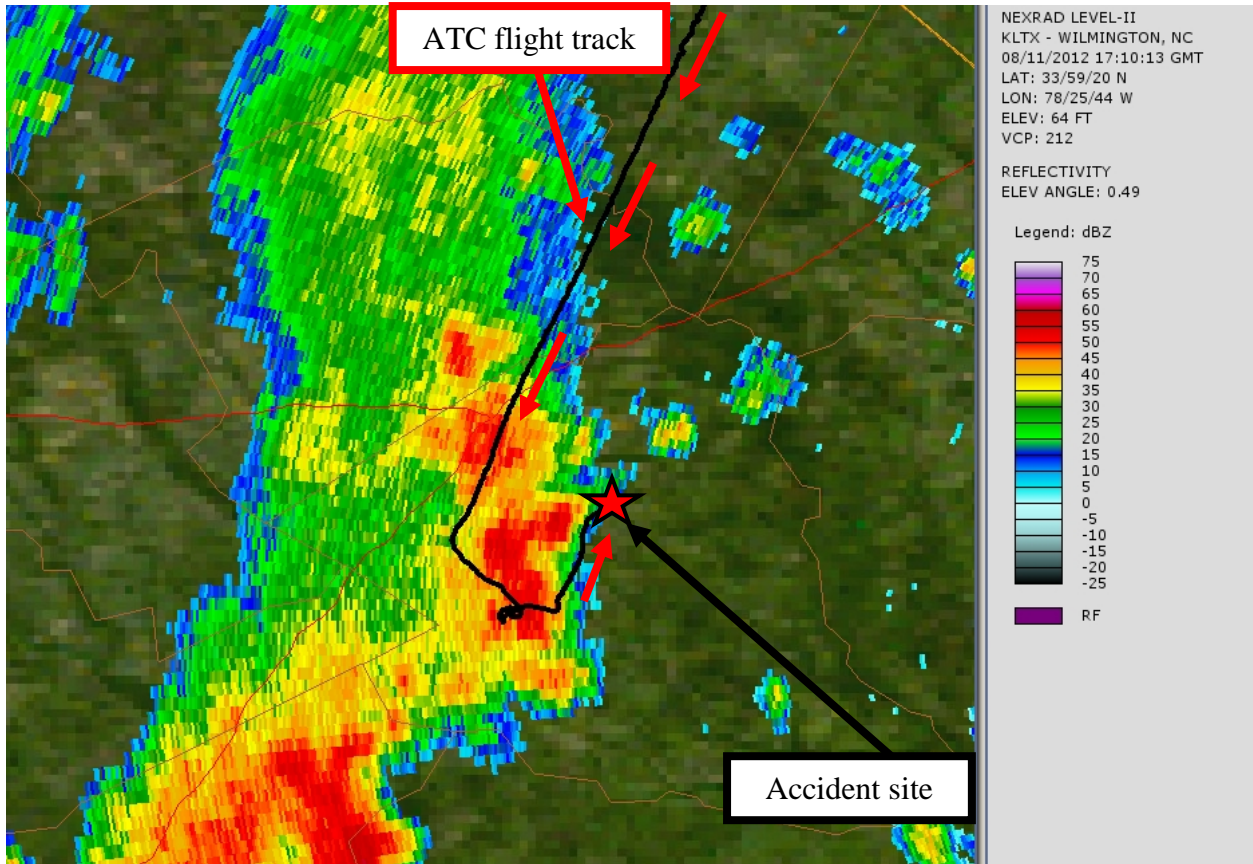 ATC flight track
Accident site
NEXRAD LEVEL-II
KLTX - WILMINGTON, NC
08/11/2012 17:10:13 GMT
LAT: 33/59/20 N
LON: 78/25/44 W
ELEV: 64 FT
VCP: 212
REFLECTIVITY
ELEV ANGLE: 0.49
Legend: dBZ
75
70
65
60
55
50
45
40
35
30
25
20
15
10
5
0
-5
-10
-15
-20
-25
RF